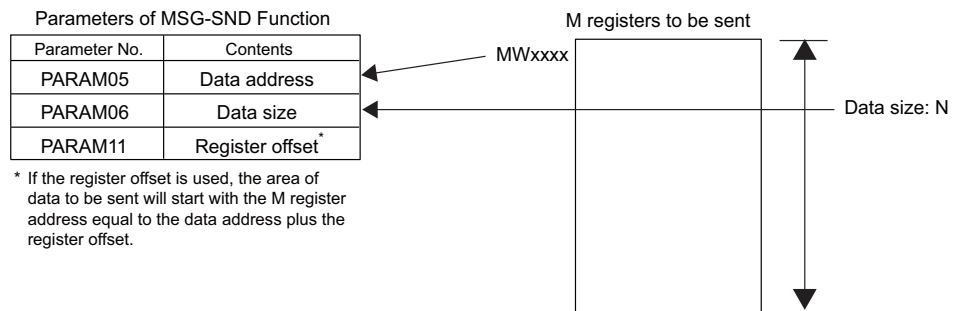 Parameters of MSG-SND Function
Parameter No. Contents
PARAM05 Data address
PARAM06 Data size
PARAM11 Register offset*
* If the register offset is used, the area of
data to be sent will start with the M register
address equal to the data address plus the
register offset.
M registers to be sent
MWxxxx
Data size: N